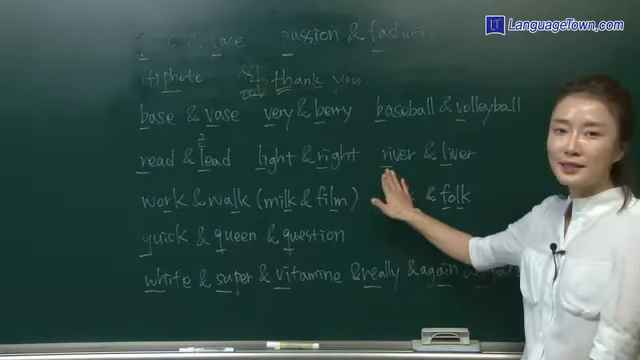 LT LanguageTown.com
& face passion & fashion
photo thank you
base & vase very & berry baseball & volleyball
read & lead light & right river & liver
work & walk (milk & film) & folk
quick & queen & question
white & super & vitamine & really & again